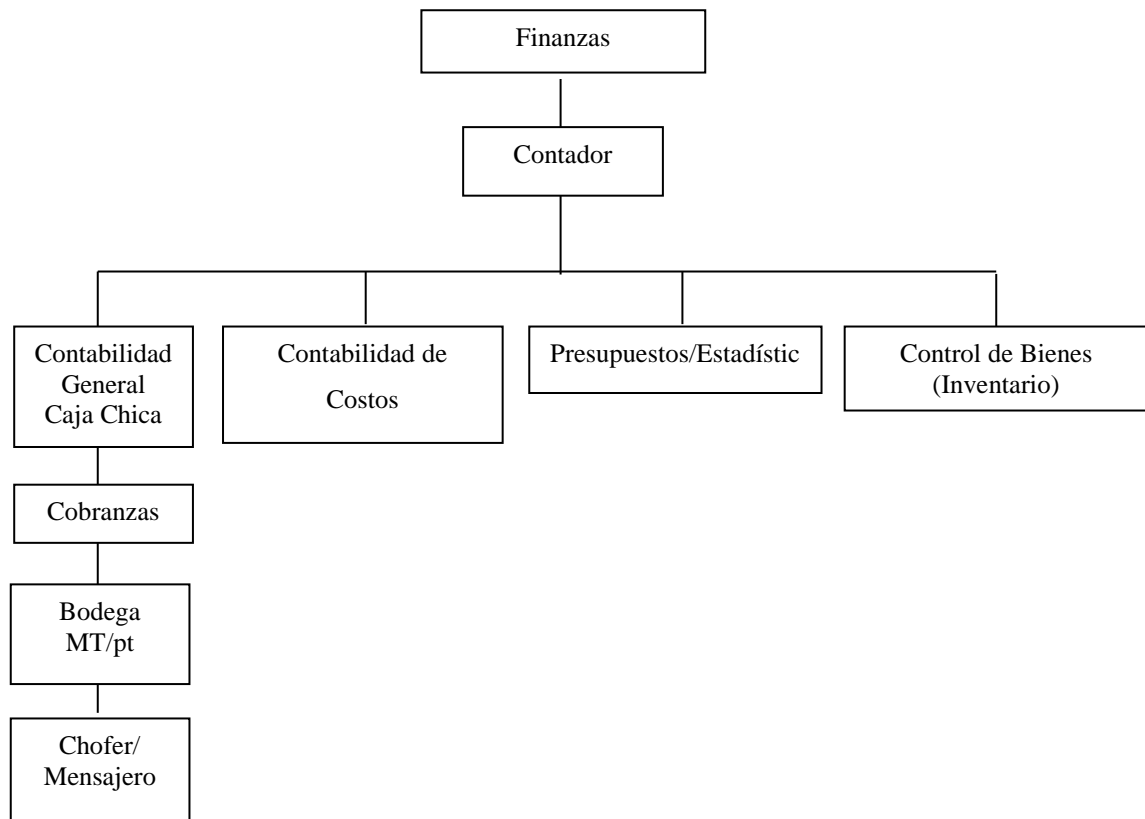 Finanzas
Contador
Contabilidad
General
Caja Chica
Contabilidad de
Costos
Presupuestos/Estadístic
Control de Bienes
(Inventario)
Cobranzas
Bodega
MT/pt
Chofer/
Mensajero